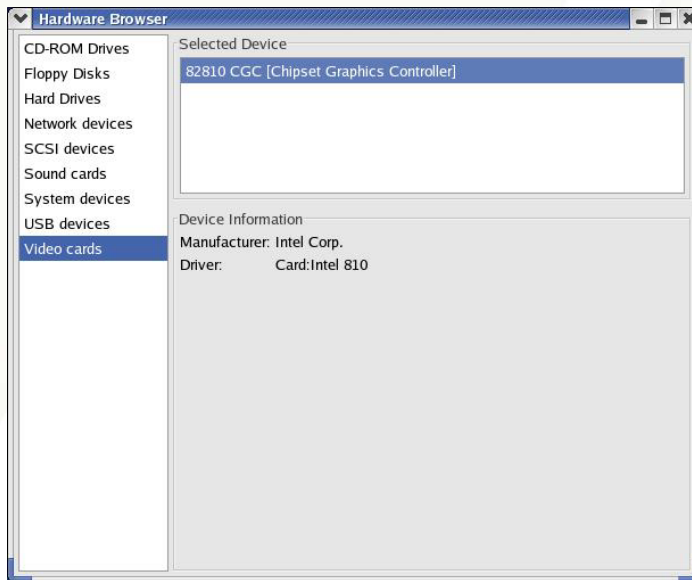 Hardware Browser
CD-ROM Drives
Floppy Disks
Hard Drives
Network devices
SCSI devices
Sound cards
System devices
USB devices
Video cards
Selected Device
82810 CGC [Chipset Graphics Controller]
Device Information
Manufacturer: Intel Corp.
Driver: Card:Intel 810